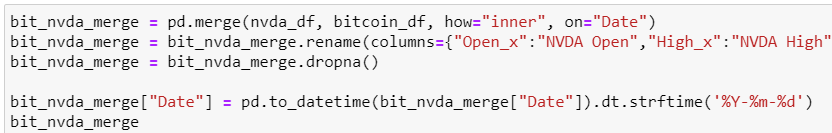 bit_nvda_merge = pd.merge(nvda_df, bitcoin_df, how="inner", on="Date")
bit_nvda_merge = bit_nvda_merge.rename(columns={"Open_x":"NVDA Open","High_x":"NVDA High"
bit_nvda_merge = bit_nvda_merge.dropna()
bit_nvda_merge["Date"] = pd.to_datetime(bit_nvda_merge["Date"]).dt.strftime('%Y-%m-%d')
bit_nvda_merge